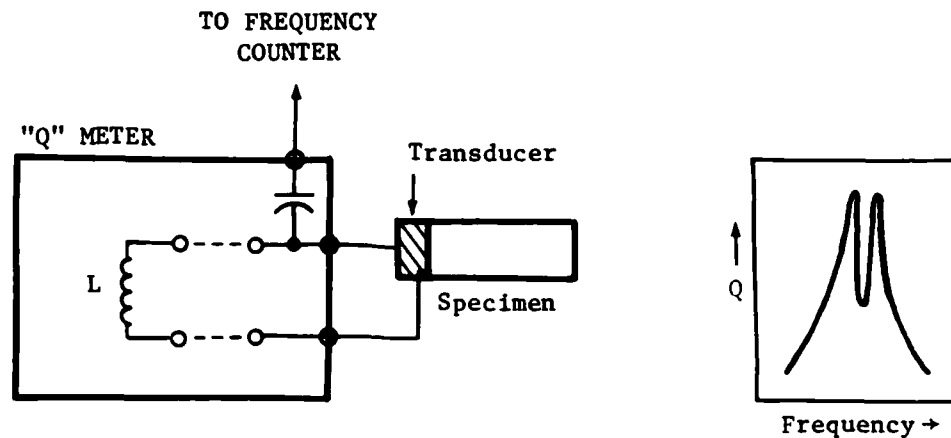 TO FREQUENCY
COUNTER
"Q" METER
Transducer
L
Specimen
Q
Frequency →